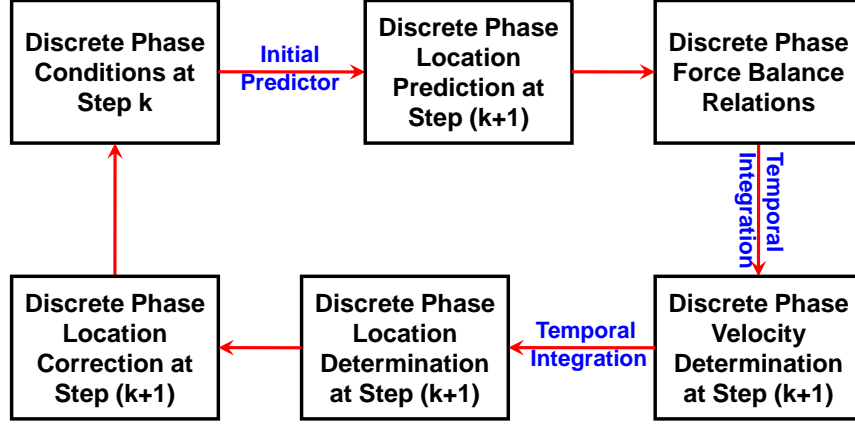 Discrete Phase
Conditions at
Step k
Initial
Predictor
Discrete Phase
Location
Prediction at
Step (k+1)
Discrete Phase
Force Balance
Relations
Temporal
Integration
Discrete Phase
Velocity
Determination
at Step (k+1)
Temporal
Integration
Discrete Phase
Location
Determination
at Step (k+1)
Discrete Phase
Location
Correction at
Step (k+1)